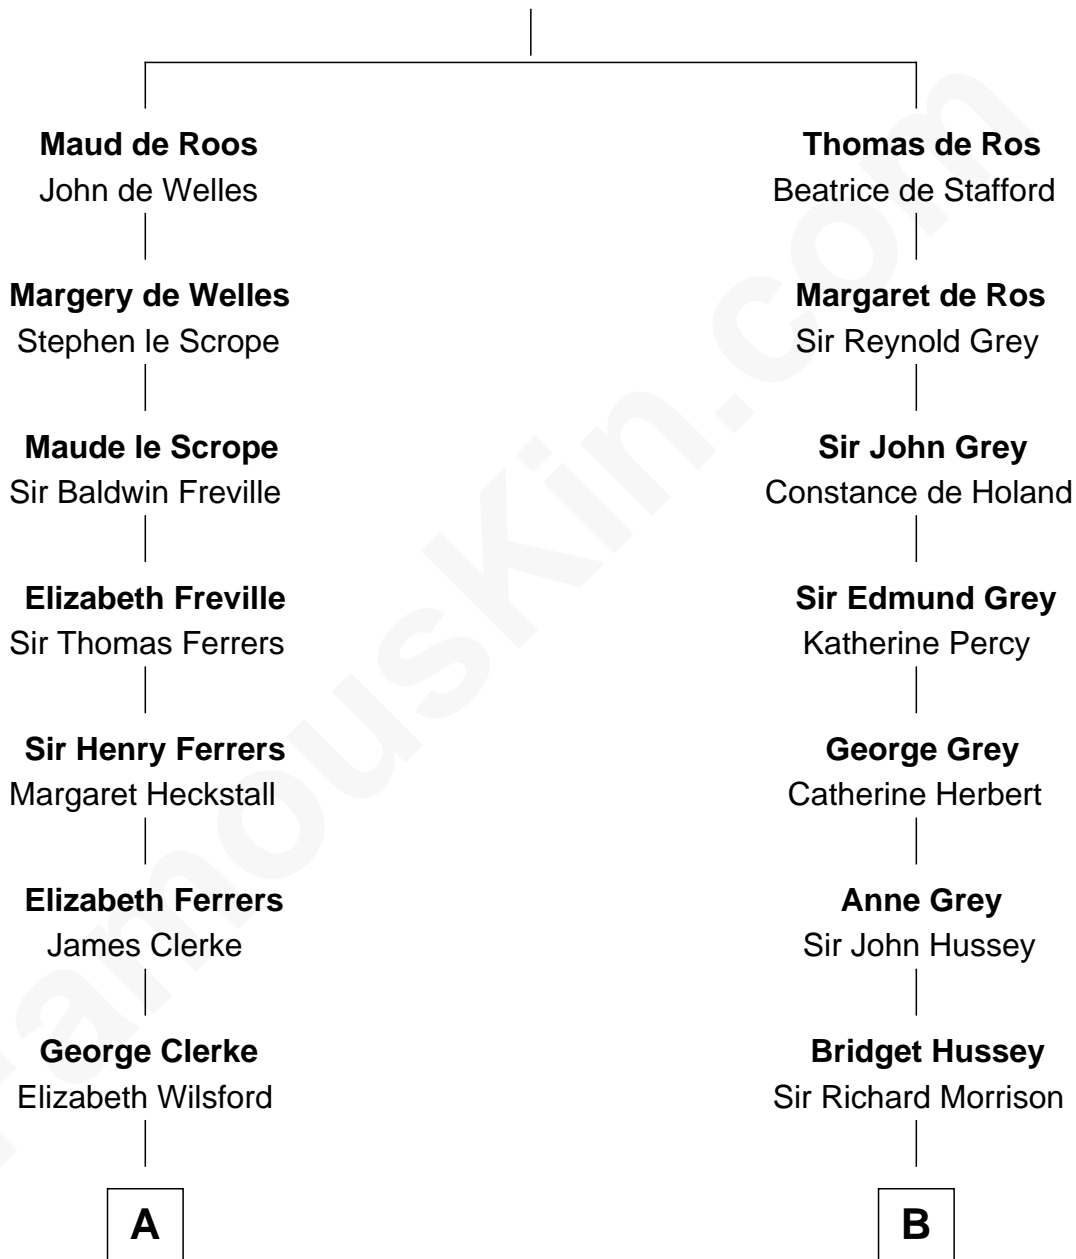 Maud de Roos
John de Welles
Thomas de Ros
Beatrice de Stafford
Margery de Welles
Stephen le Scrope
Margaret de Ros
Sir Reynold Grey
Maude le Scrope
Sir Baldwin Freville
Sir John Grey
Constance de Holand
Elizabeth Freville
Sir Thomas Ferrers
Sir Edmund Grey
Katherine Percy
Sir Henry Ferrers
Margaret Heckstall
George Grey
Catherine Herbert
Elizabeth Ferrers
James Clerke
Anne Grey
Sir John Hussey
George Clerke
Elizabeth Wilsford
Bridget Hussey
Sir Richard Morrison
A
B
FamousKin.com